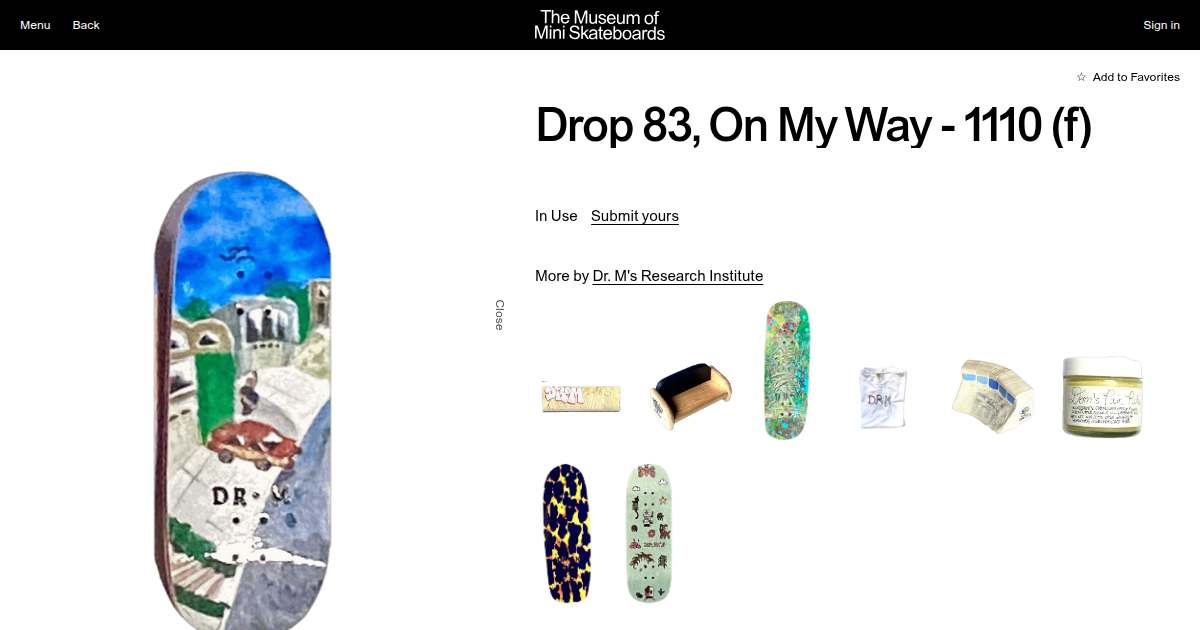 Menu Back
The Museum of
Mini Skateboards
Sign in
☆ Add to Favorites
Drop 83, On My Way - 1110 (f)
In Use Submit yours
More by Dr. M's Research Institute
Close
DR. M
DRM